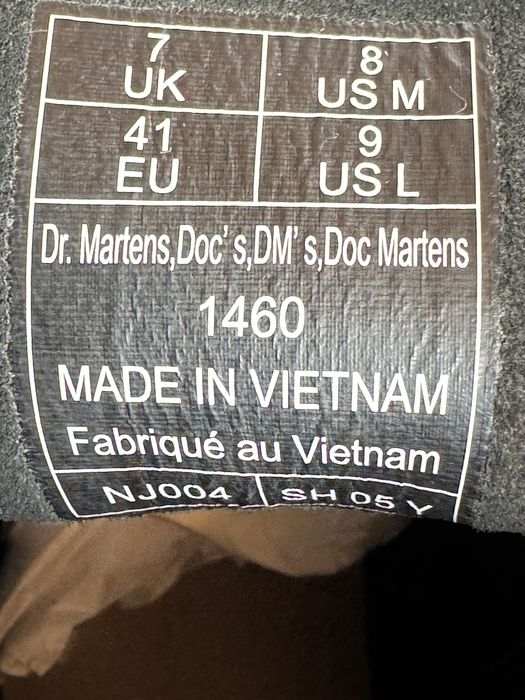 7 UK
8 US M
41 EU
9 US L
Dr. Martens,Doc's,DM's,Doc Martens
1460
MADE IN VIETNAM
Fabriqué au Vietnam
NJ004
SH 05 Y